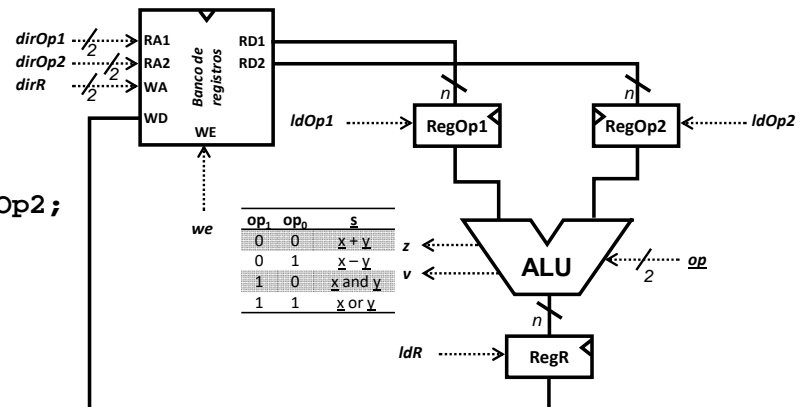 dirOp1
2
RA1
RD1
dirOp2
2
RA2
RD2
dirR
2
WA
WD
WE
Banco de
registros
we
n
n
ldOp1
RegOp1
RegOp2
ldOp2
Op2;
op1 op0 s
0 0 x + y
0 1 x – y
1 0 x and y
1 1 x or y
z
v
ALU
2
op
n
ldR
RegR